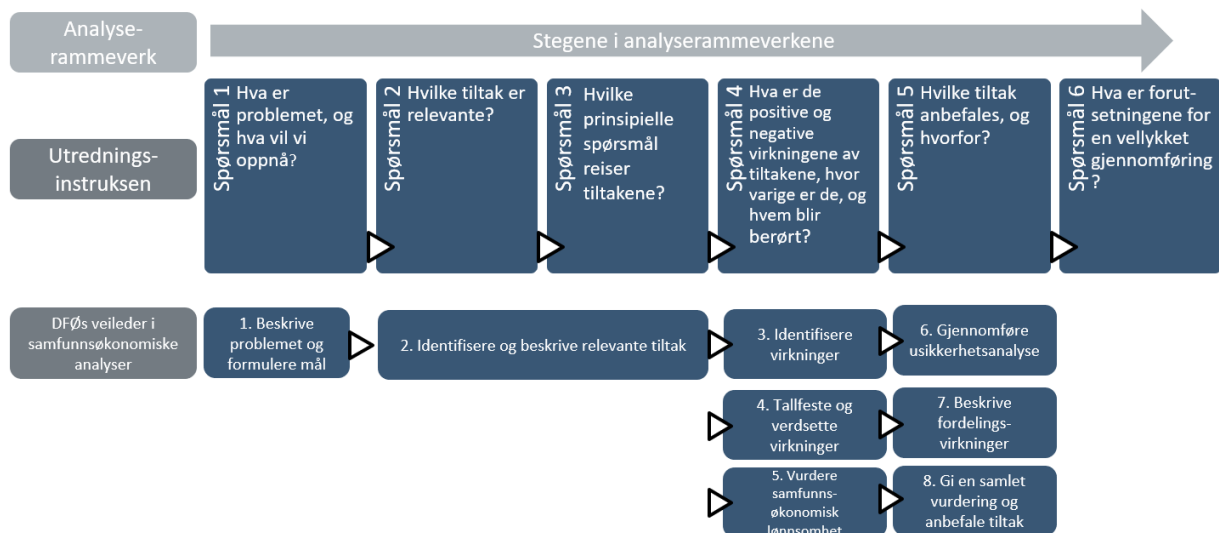 Analyse-
rammeverk
Stegene i analyserammeverkene
Utrednings-
instruksen
Spørsmål 1
Hva er
problemet, og
hva vil vi
oppnå?
Spørsmål 2
Hvilke tiltak er
relevante?
Spørsmål 3
Hvilke
prinsipielle
spørsmål
reiser
tiltakene?
Spørsmål 4
Hva er de
positive og
negative
virkningene av
tiltakene, hvor
varige er de, og
hvem blir
berørt?
Spørsmål 5
Hvilke tiltak
anbefales, og
hvorfor?
Spørsmål 6
Hva er forut-
setningene for
en vellykket
gjennomføring
?
DFØs veileder i
samfunnsøkonomiske
analyser
1. Beskrive
problemet og
formulere mål
2. Identifisere og beskrive relevante tiltak
3. Identifisere
virkninger
6. Gjennomføre
usikkerhetsanalyse
4. Tallfeste og
verdsette
virkninger
7. Beskrive
fordelings-
virkninger
5. Vurdere
samfunns-
økonomisk
lønnsomhet
8. Gi en samlet
vurdering og
anbefale tiltak